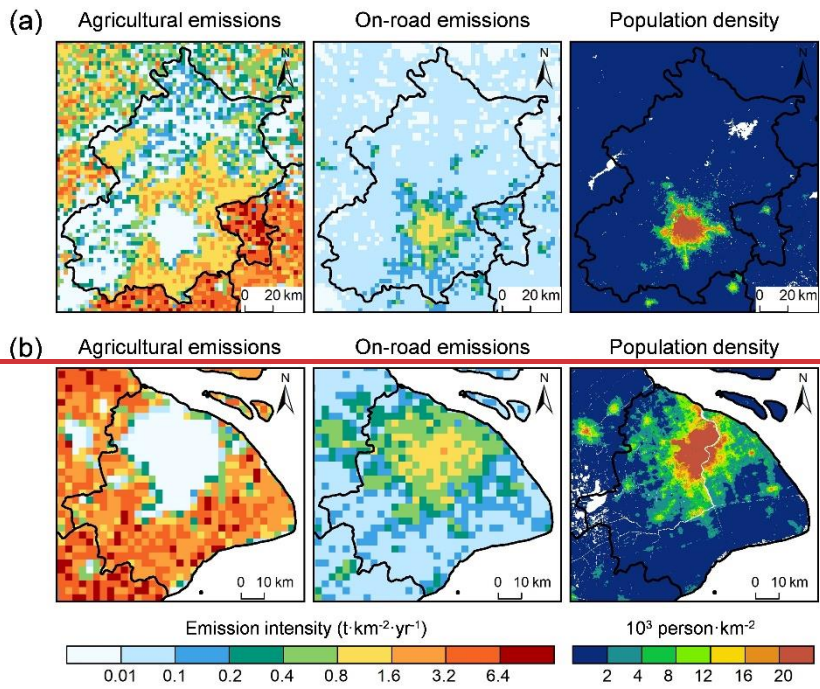 (a) Agricultural emissions On-road emissions Population density
N N N
0 20 km 0 20 km 0 20 km
(b) Agricultural emissions On-road emissions Population density
N N N
0 10 km 0 10 km 0 10 km
Emission intensity (t·km⁻²·yr⁻¹) 10³ person·km⁻²
0.01 0.1 0.2 0.4 0.8 1.6 3.2 6.4 2 4 8 12 16 20